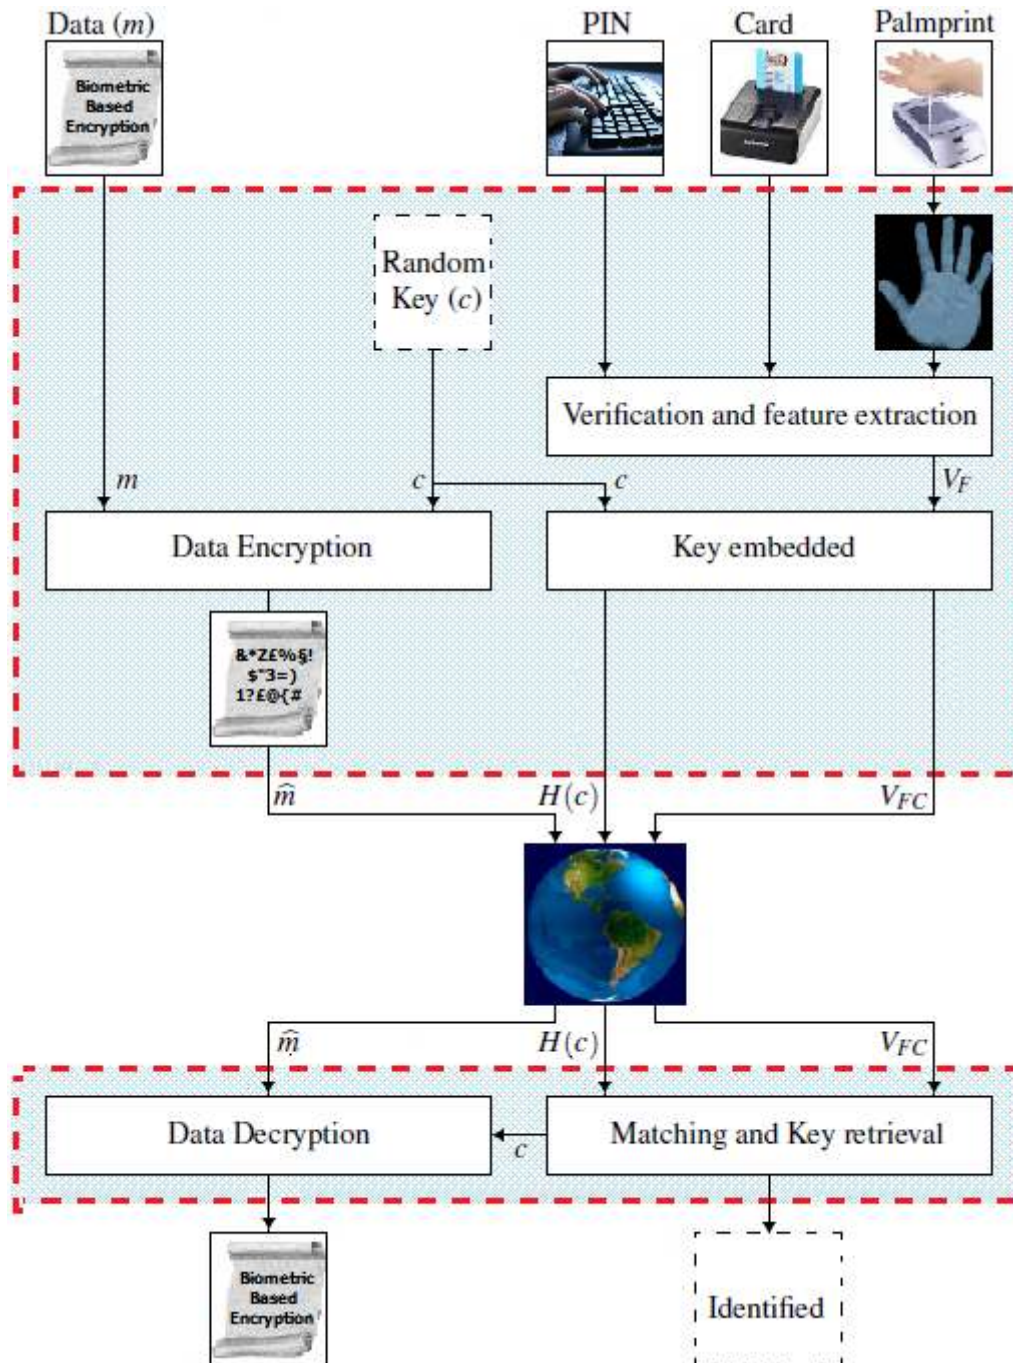 Data (m)
PIN
Card
Palmprint
Biometric
Based
Encryption
Random
Key (c)
Verification and feature extraction
m
c
c
V_F
Data Encryption
Key embedded
&*Z£%§!
$"3=)
1?£@{#
m̂
H(c)
V_FC
m̂
H(c)
V_FC
Data Decryption
c
Matching and Key retrieval
Biometric
Based
Encryption
Identified